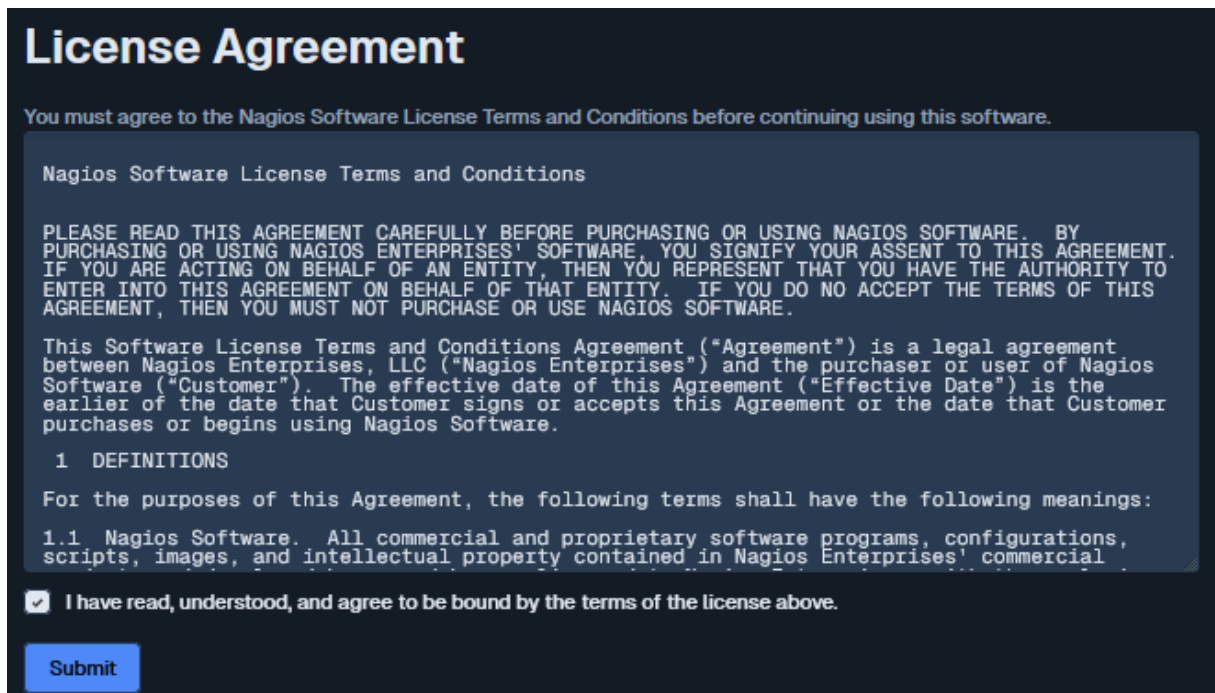 License Agreement
You must agree to the Nagios Software License Terms and Conditions before continuing using this software.
Nagios Software License Terms and Conditions
PLEASE READ THIS AGREEMENT CAREFULLY BEFORE PURCHASING OR USING NAGIOS SOFTWARE.  BY
PURCHASING OR USING NAGIOS ENTERPRISES' SOFTWARE, YOU SIGNIFY YOUR ASSENT TO THIS AGREEMENT.
IF YOU ARE ACTING ON BEHALF OF AN ENTITY, THEN YOU REPRESENT THAT YOU HAVE THE AUTHORITY TO
ENTER INTO THIS AGREEMENT ON BEHALF OF THAT ENTITY.  IF YOU DO NO ACCEPT THE TERMS OF THIS
AGREEMENT, THEN YOU MUST NOT PURCHASE OR USE NAGIOS SOFTWARE.
This Software License Terms and Conditions Agreement (“Agreement”) is a legal agreement
between Nagios Enterprises, LLC (“Nagios Enterprises”) and the purchaser or user of Nagios
Software (“Customer”).  The effective date of this Agreement (“Effective Date”) is the
earlier of the date that Customer signs or accepts this Agreement or the date that Customer
purchases or begins using Nagios Software.
1  DEFINITIONS
For the purposes of this Agreement, the following terms shall have the following meanings:
1.1  Nagios Software.  All commercial and proprietary software programs, configurations,
scripts, images, and intellectual property contained in Nagios Enterprises' commercial
I have read, understood, and agree to be bound by the terms of the license above.
Submit